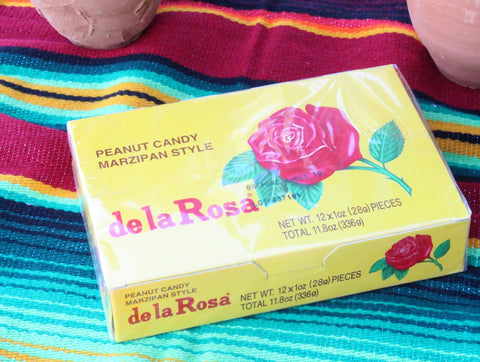 PEANUT CANDY
MARZIPAN STYLE
de la Rosa
NET WT. 12 x 1oz (28g) PIECES
TOTAL 11.8oz (336g)
PEANUT CANDY
MARZIPAN STYLE
de la Rosa
NET WT. 12 x 1oz (28g) PIECES
TOTAL 11.8oz (336g)